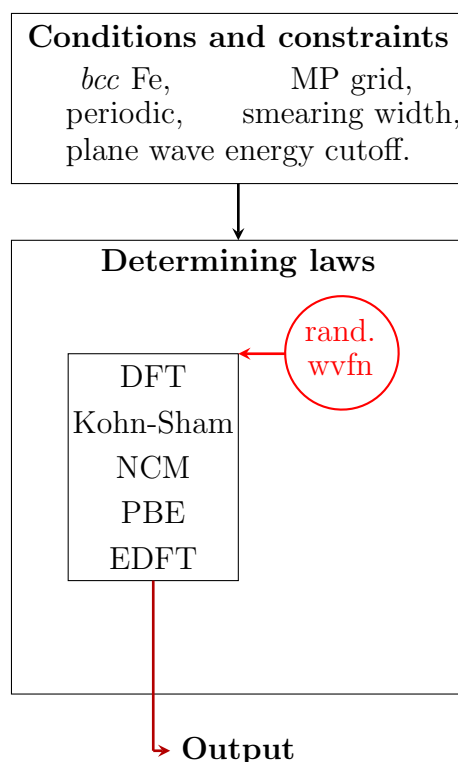 Conditions and constraints
bcc Fe, MP grid,
periodic, smearing width,
plane wave energy cutoff.
Determining laws
rand.
wvfn
DFT
Kohn-Sham
NCM
PBE
EDFT
Output